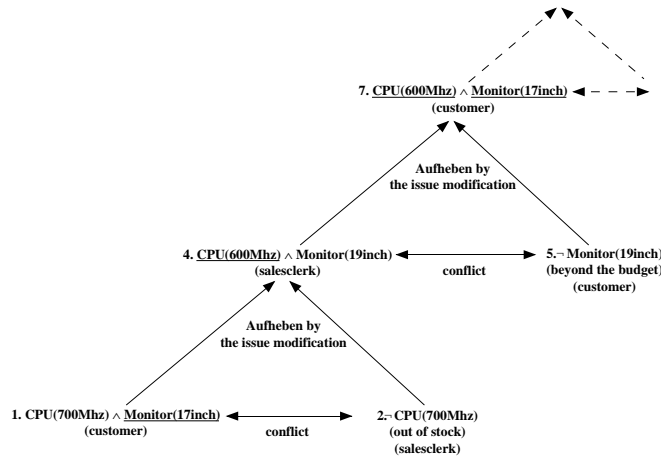 7. CPU(600Mhz) ∧ Monitor(17inch)
(customer)
Aufheben by
the issue modification
4. CPU(600Mhz) ∧ Monitor(19inch)
(salesclerk)
conflict
5.¬ Monitor(19inch)
(beyond the budget)
(customer)
Aufheben by
the issue modification
1. CPU(700Mhz) ∧ Monitor(17inch)
(customer)
conflict
2.¬ CPU(700Mhz)
(out of stock)
(salesclerk)